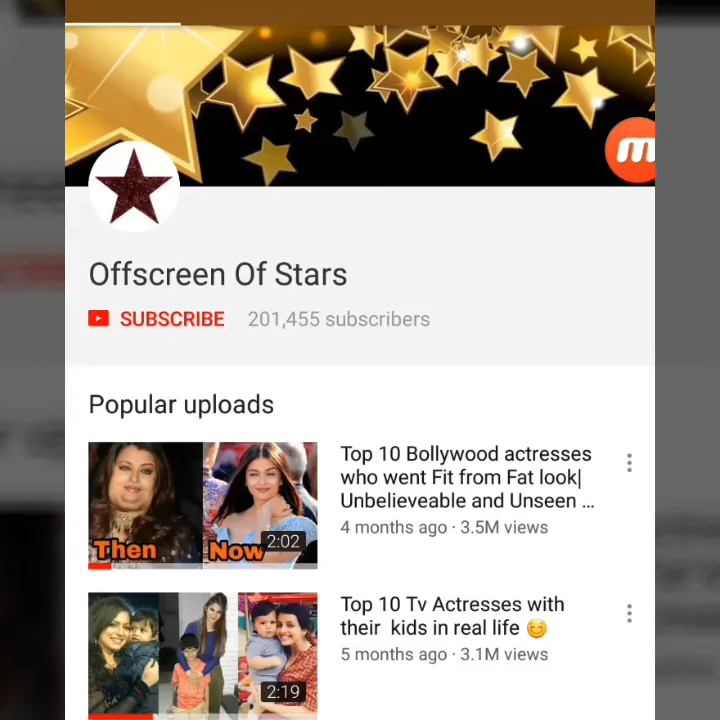 m
Offscreen Of Stars
SUBSCRIBE 201,455 subscribers
Popular uploads
Top 10 Bollywood actresses
who went Fit from Fat look|
Unbelieveable and Unseen ...
4 months ago · 3.5M views
Then Now 2:02
Top 10 Tv Actresses with
their kids in real life 😊
5 months ago · 3.1M views
2:19